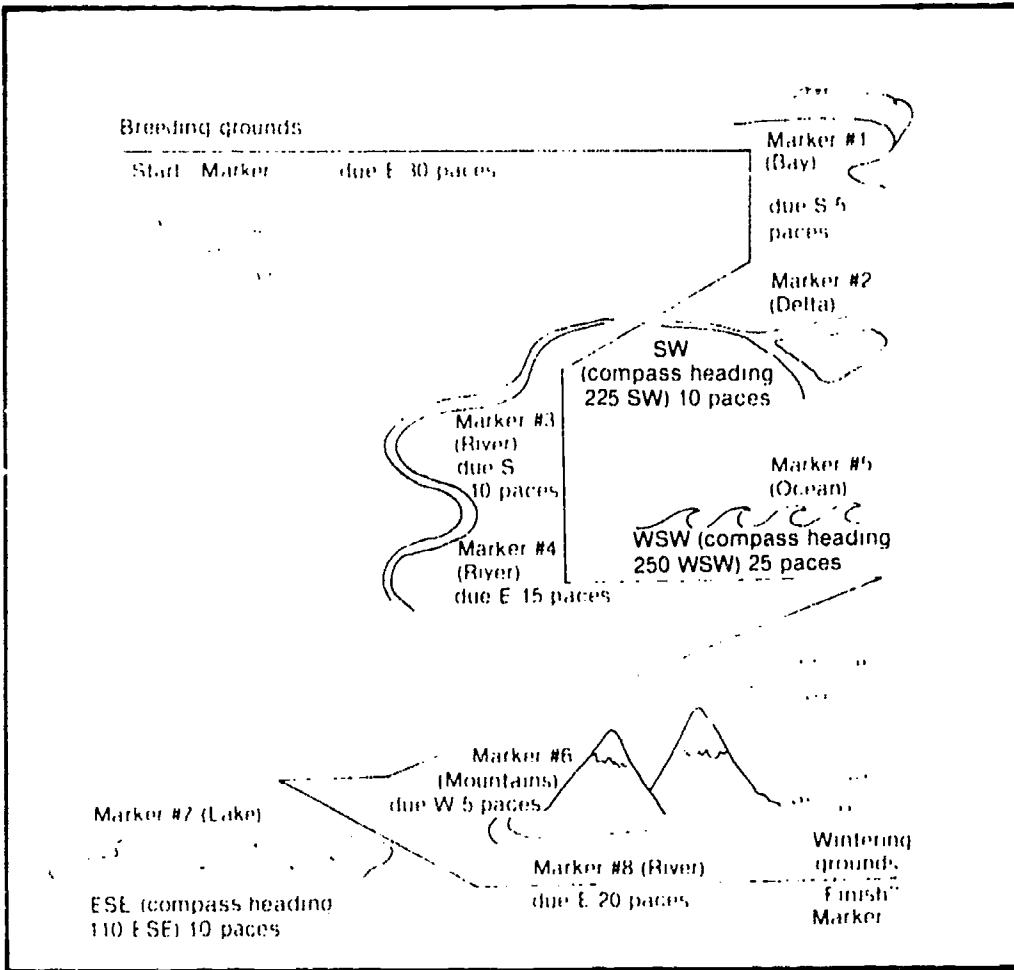 Breeding grounds
Start Marker due E 30 paces
Marker #1
(Bay)
due S 5
paces
Marker #2
(Delta)
SW
(compass heading
225 SW) 10 paces
Marker #3
(River)
due S
10 paces
Marker #5
(Ocean)
WSW (compass heading
250 WSW) 25 paces
Marker #4
(River)
due E 15 paces
Marker #6
(Mountains)
due W 5 paces
Marker #7 (Lake)
ESE (compass heading
110 ESE) 10 paces
Marker #8 (River)
due E 20 paces
Wintering
grounds
Finish
Marker